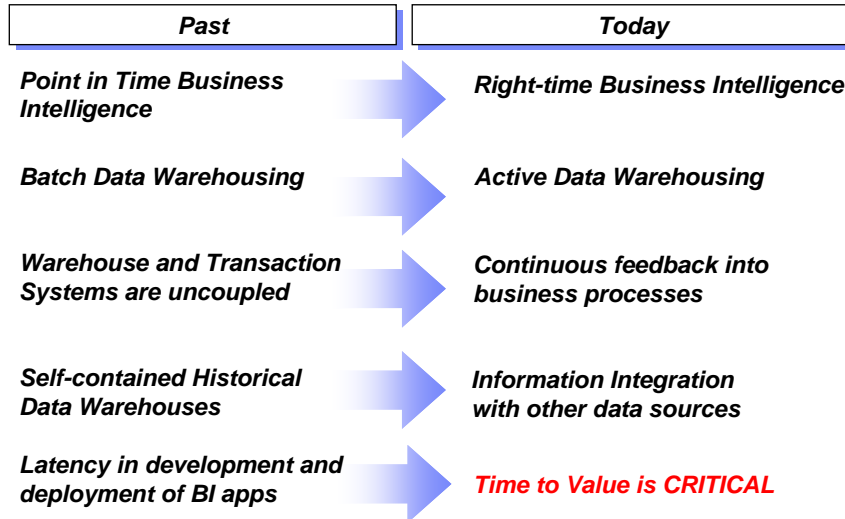 Past
Today
Point in Time Business
Intelligence
Right-time Business Intelligence
Batch Data Warehousing
Active Data Warehousing
Warehouse and Transaction
Systems are uncoupled
Continuous feedback into
business processes
Self-contained Historical
Data Warehouses
Information Integration
with other data sources
Latency in development and
deployment of BI apps
Time to Value is CRITICAL